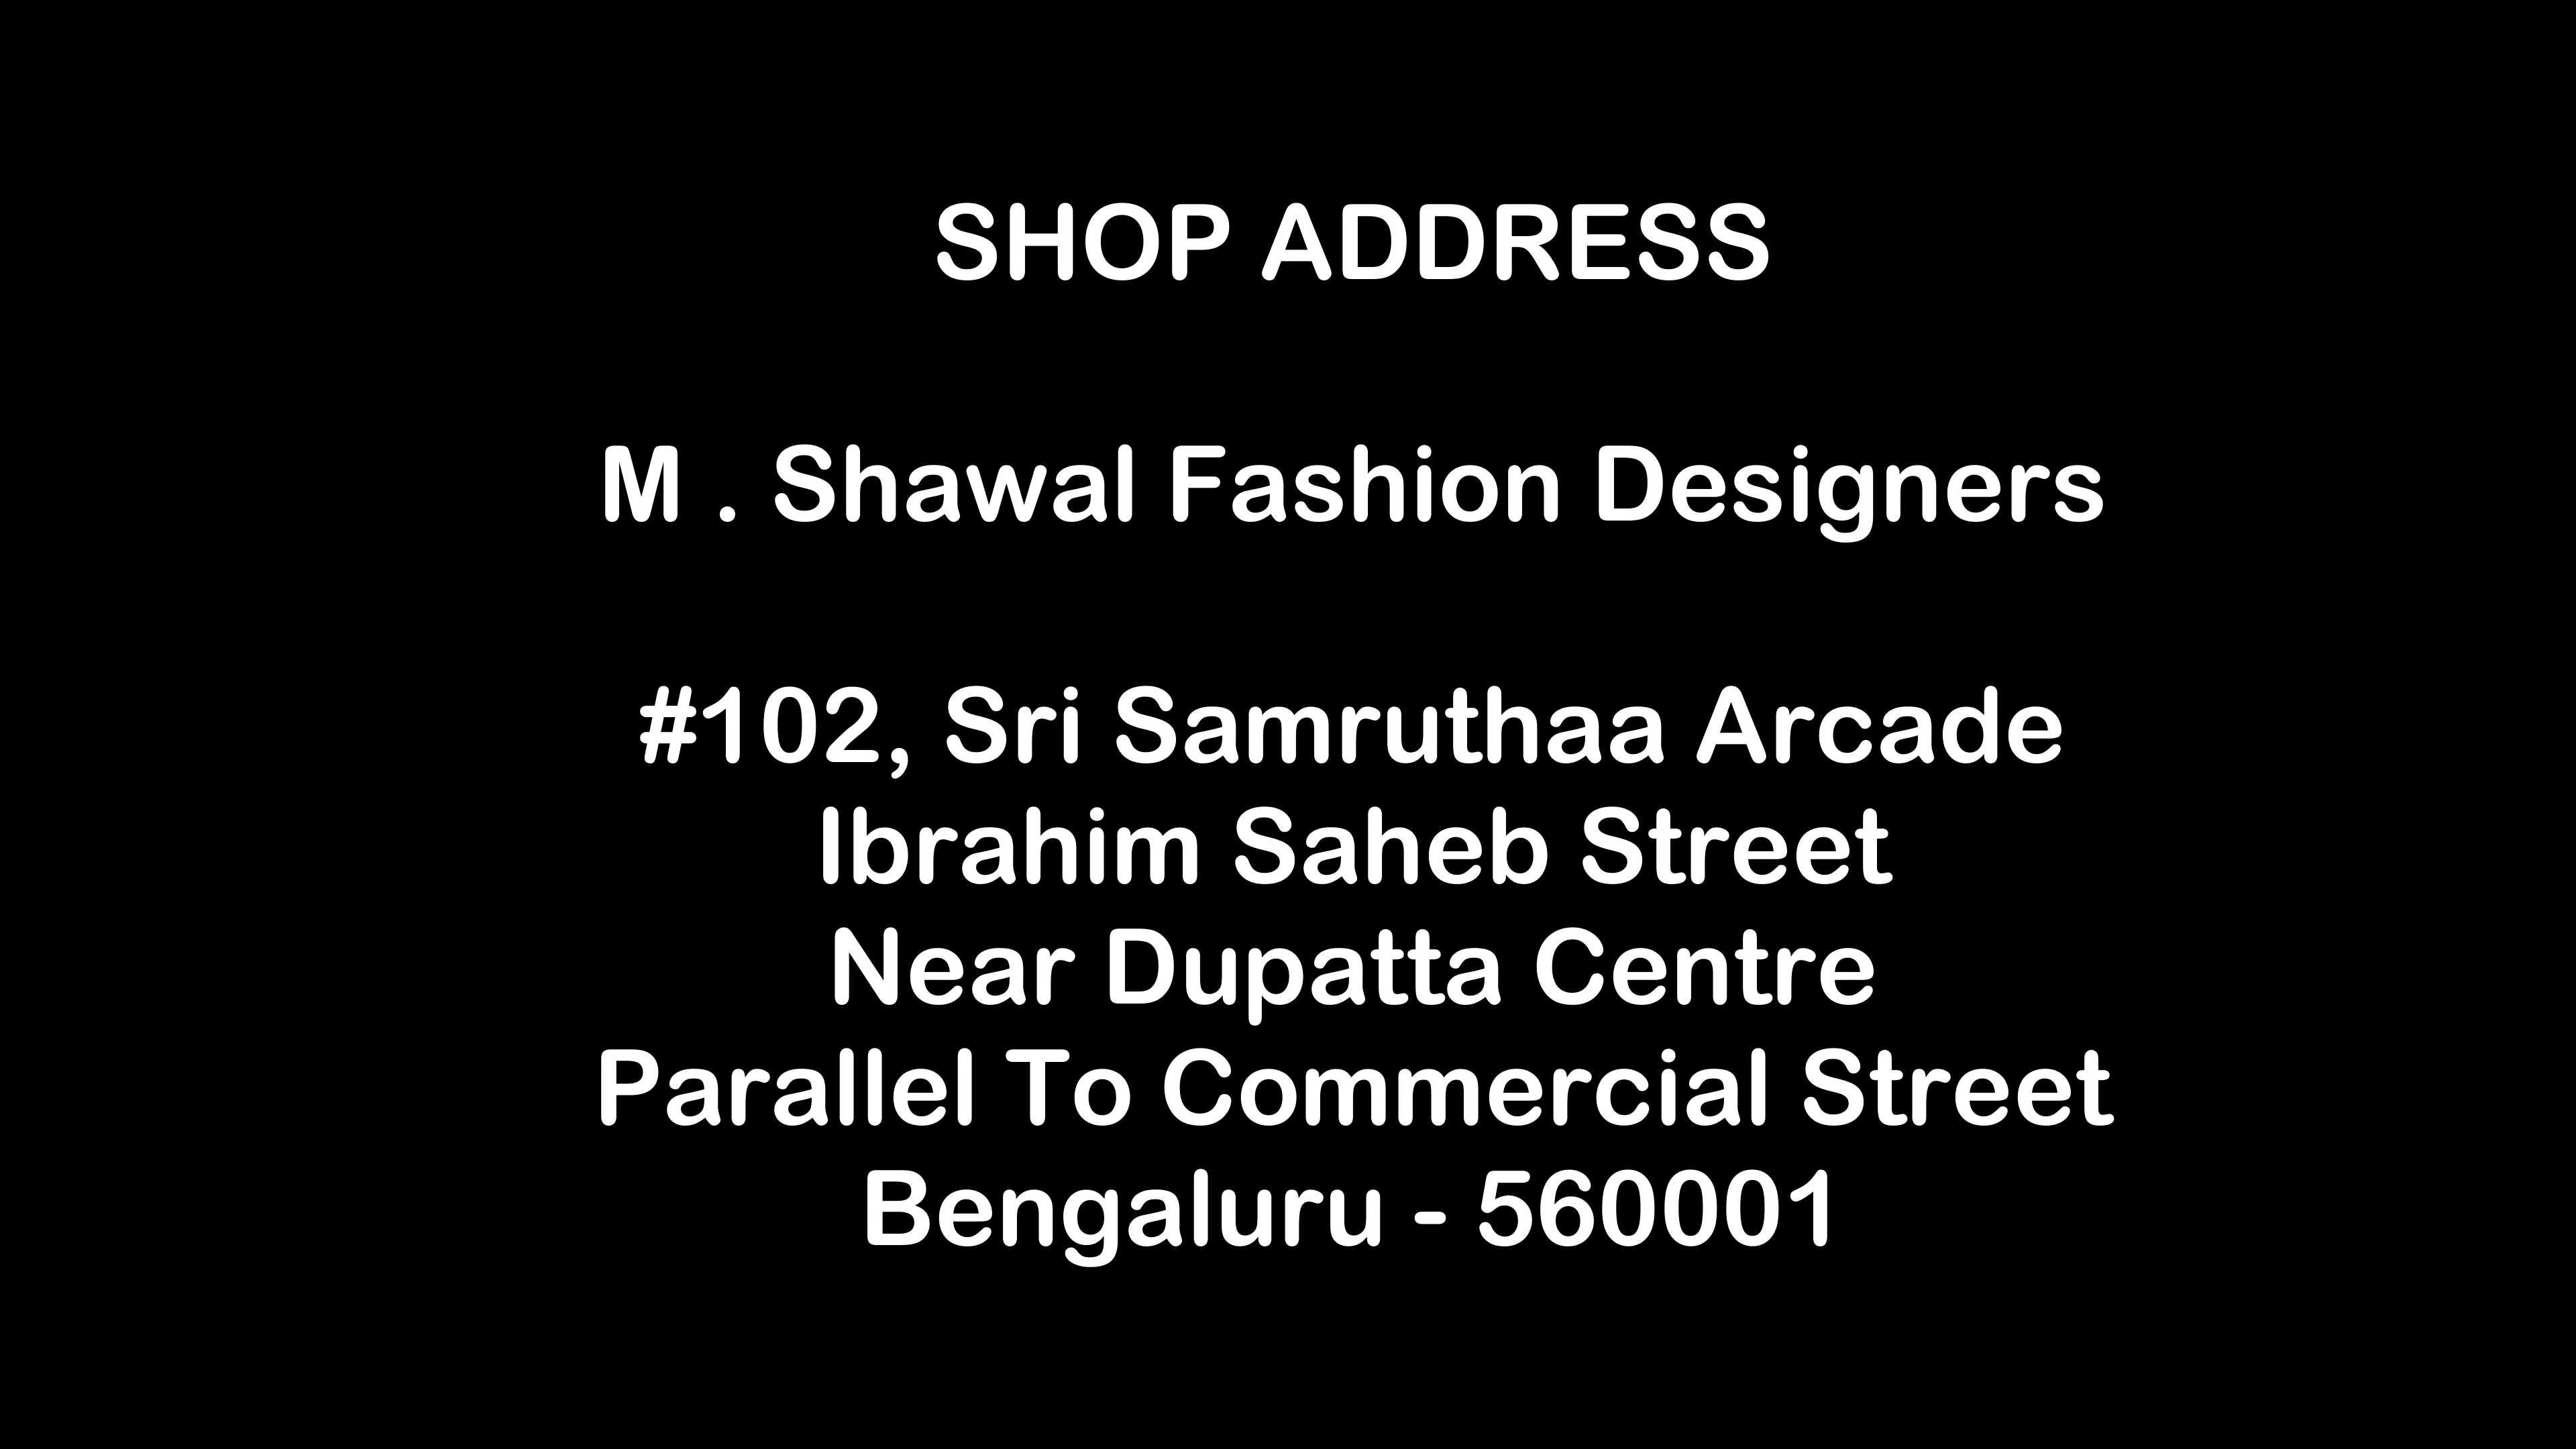 SHOP ADDRESS
M . Shawal Fashion Designers
#102, Sri Samruthaa Arcade
Ibrahim Saheb Street
Near Dupatta Centre
Parallel To Commercial Street
Bengaluru - 560001